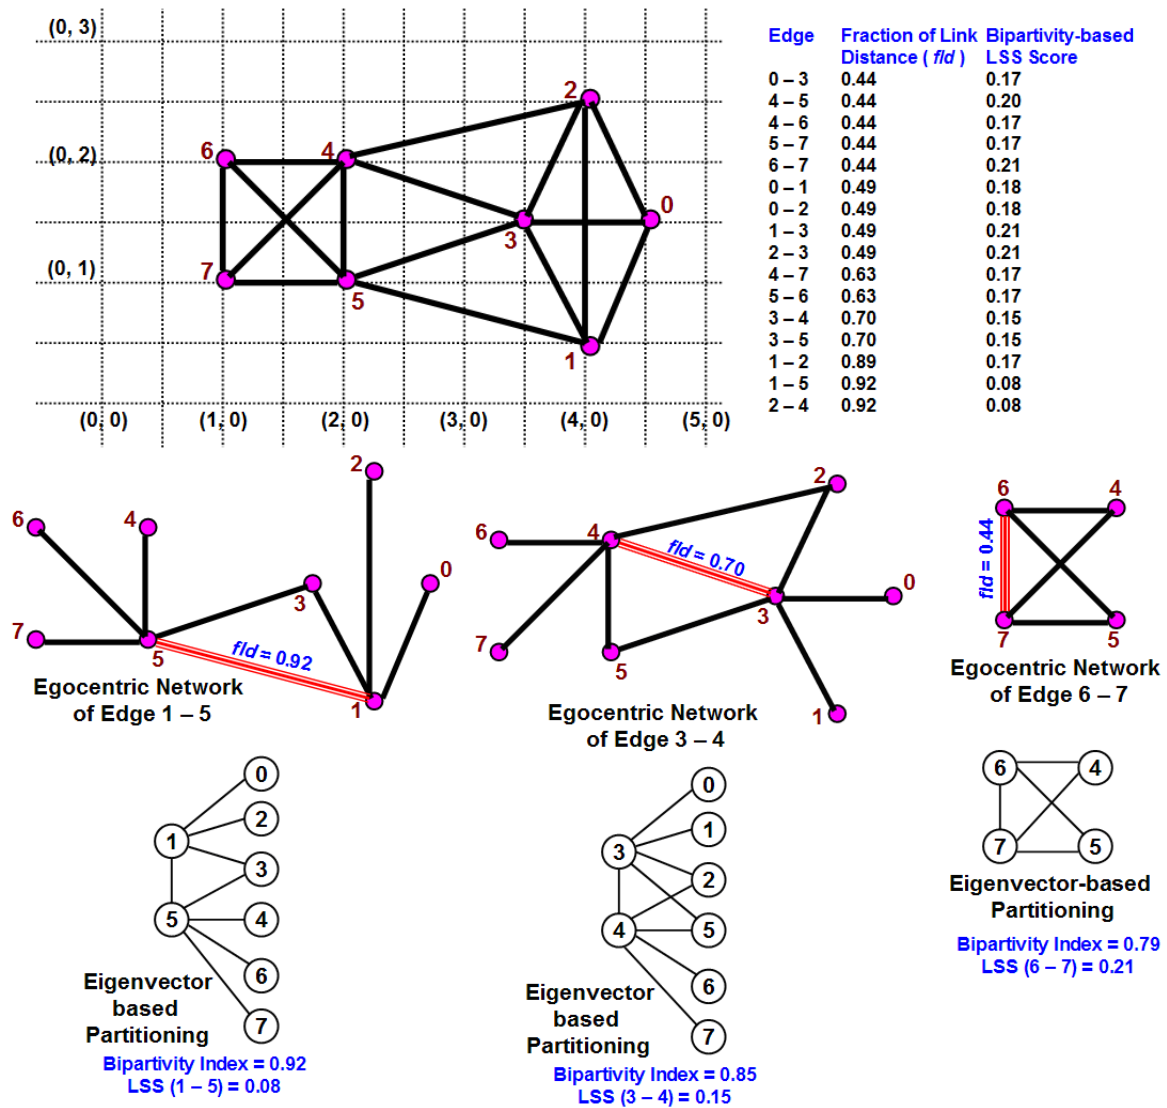 (0, 3)
(0, 2)
(0, 1)
(0, 0)
(1, 0)
(2, 0)
(3, 0)
(4, 0)
(5, 0)
2
6
4
0
3
7
5
1
Edge Fraction of Link Distance ( fld ) Bipartivity-based LSS Score
0 – 3 0.44 0.17
4 – 5 0.44 0.20
4 – 6 0.44 0.17
5 – 7 0.44 0.17
6 – 7 0.44 0.21
0 – 1 0.49 0.18
0 – 2 0.49 0.18
1 – 3 0.49 0.21
2 – 3 0.49 0.21
4 – 7 0.63 0.17
5 – 6 0.63 0.17
3 – 4 0.70 0.15
3 – 5 0.70 0.15
1 – 2 0.89 0.17
1 – 5 0.92 0.08
2 – 4 0.92 0.08
2
6
4
0
3
7
5
fld = 0.92
1
Egocentric Network
of Edge 1 – 5
2
6
4
fld = 0.70
0
3
7
5
1
Egocentric Network
of Edge 3 – 4
6
4
fld = 0.44
7
5
Egocentric Network
of Edge 6 – 7
0
2
1
3
5
4
6
7
Eigenvector
based
Partitioning
Bipartivity Index = 0.92
LSS (1 – 5) = 0.08
0
1
3
2
4
5
6
7
Eigenvector
based
Partitioning
Bipartivity Index = 0.85
LSS (3 – 4) = 0.15
6
4
7
5
Eigenvector-based
Partitioning
Bipartivity Index = 0.79
LSS (6 – 7) = 0.21